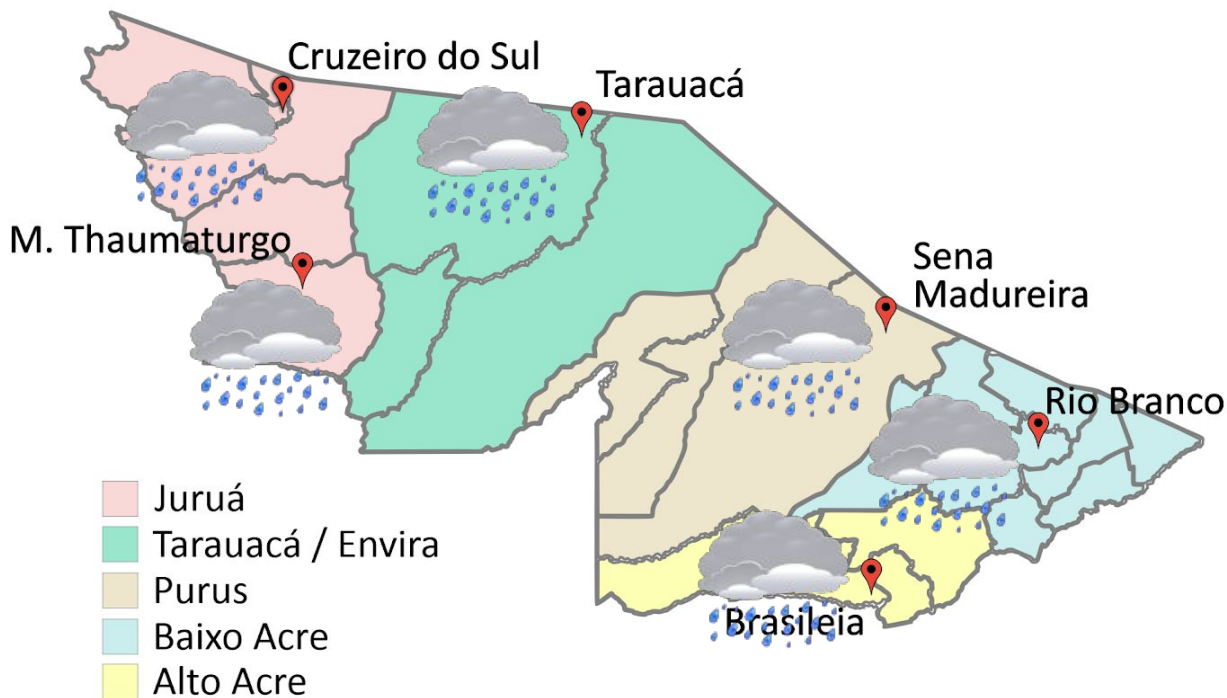 Cruzeiro do Sul
Tarauacá
M. Thaumaturgo
Sena
Madureira
Rio Branco
Brasileia
Juruá
Tarauacá / Envira
Purus
Baixo Acre
Alto Acre